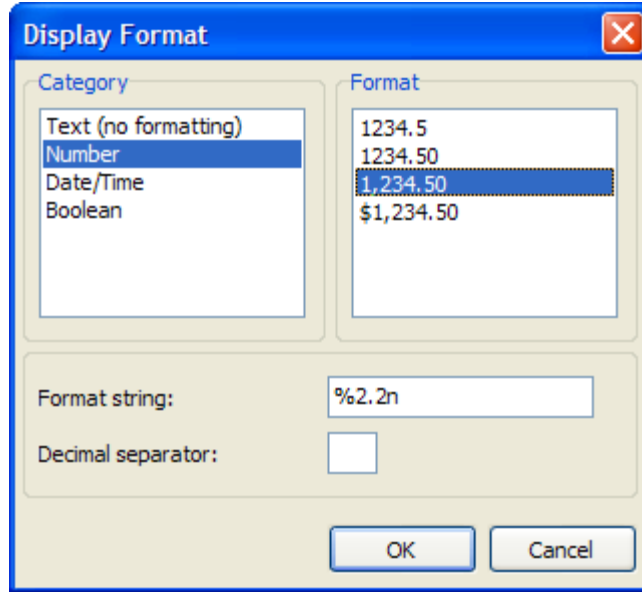 Display Format
Category
Text (no formatting)
Number
Date/Time
Boolean
Format
1234.5
1234.50
1,234.50
$1,234.50
Format string:
%2.2n
Decimal separator:
OK
Cancel